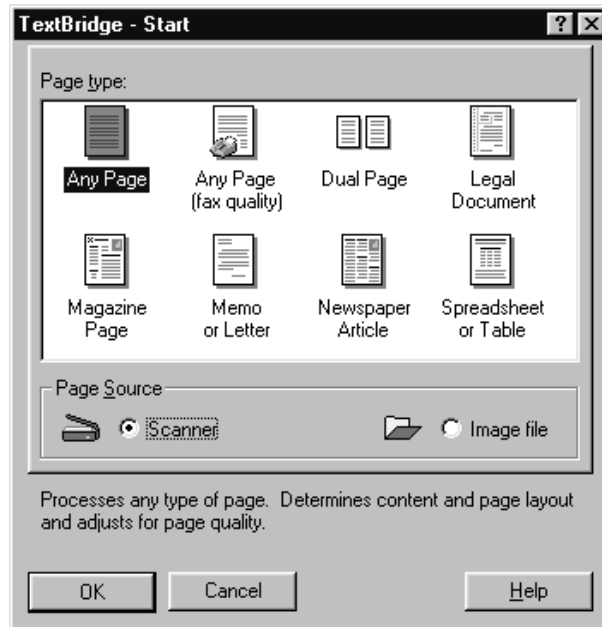 TextBridge - Start
Page type:
Any Page
Any Page
(fax quality)
Dual Page
Legal
Document
Magazine
Page
Memo
or Letter
Newspaper
Article
Spreadsheet
or Table
Page Source
Scanner
Image file
Processes any type of page. Determines content and page layout
and adjusts for page quality.
OK
Cancel
Help